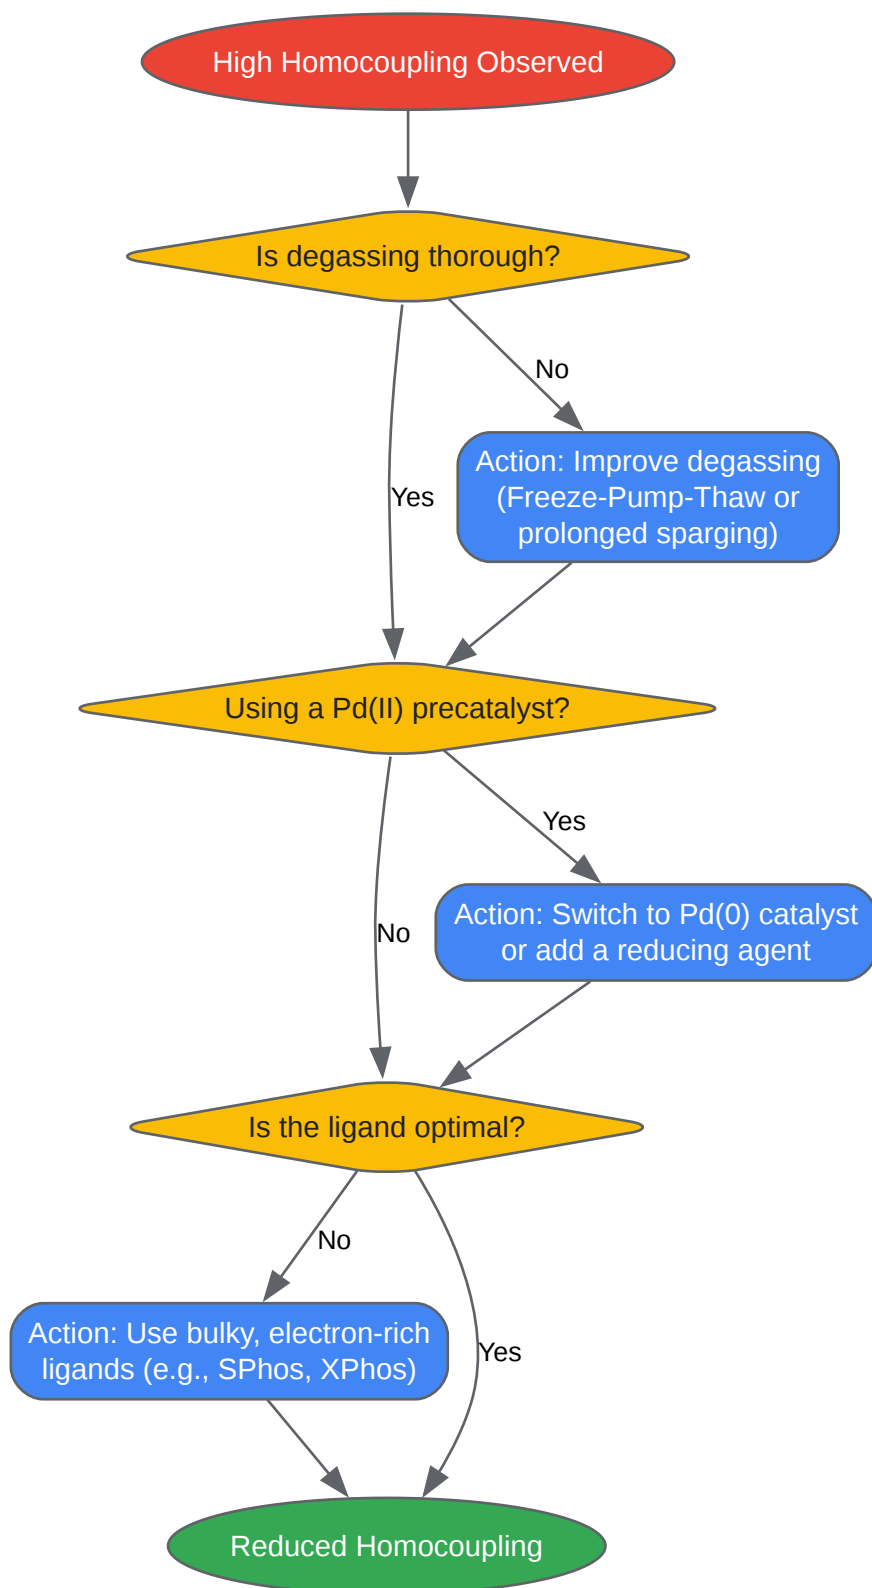 High Homocoupling Observed
Is degassing thorough?
No
Action: Improve degassing
(Freeze-Pump-Thaw or
prolonged sparging)
Yes
Using a Pd(II) precatalyst?
Yes
Action: Switch to Pd(0) catalyst
or add a reducing agent
No
Is the ligand optimal?
No
Action: Use bulky, electron-rich
ligands (e.g., SPhos, XPhos)
Yes
Reduced Homocoupling